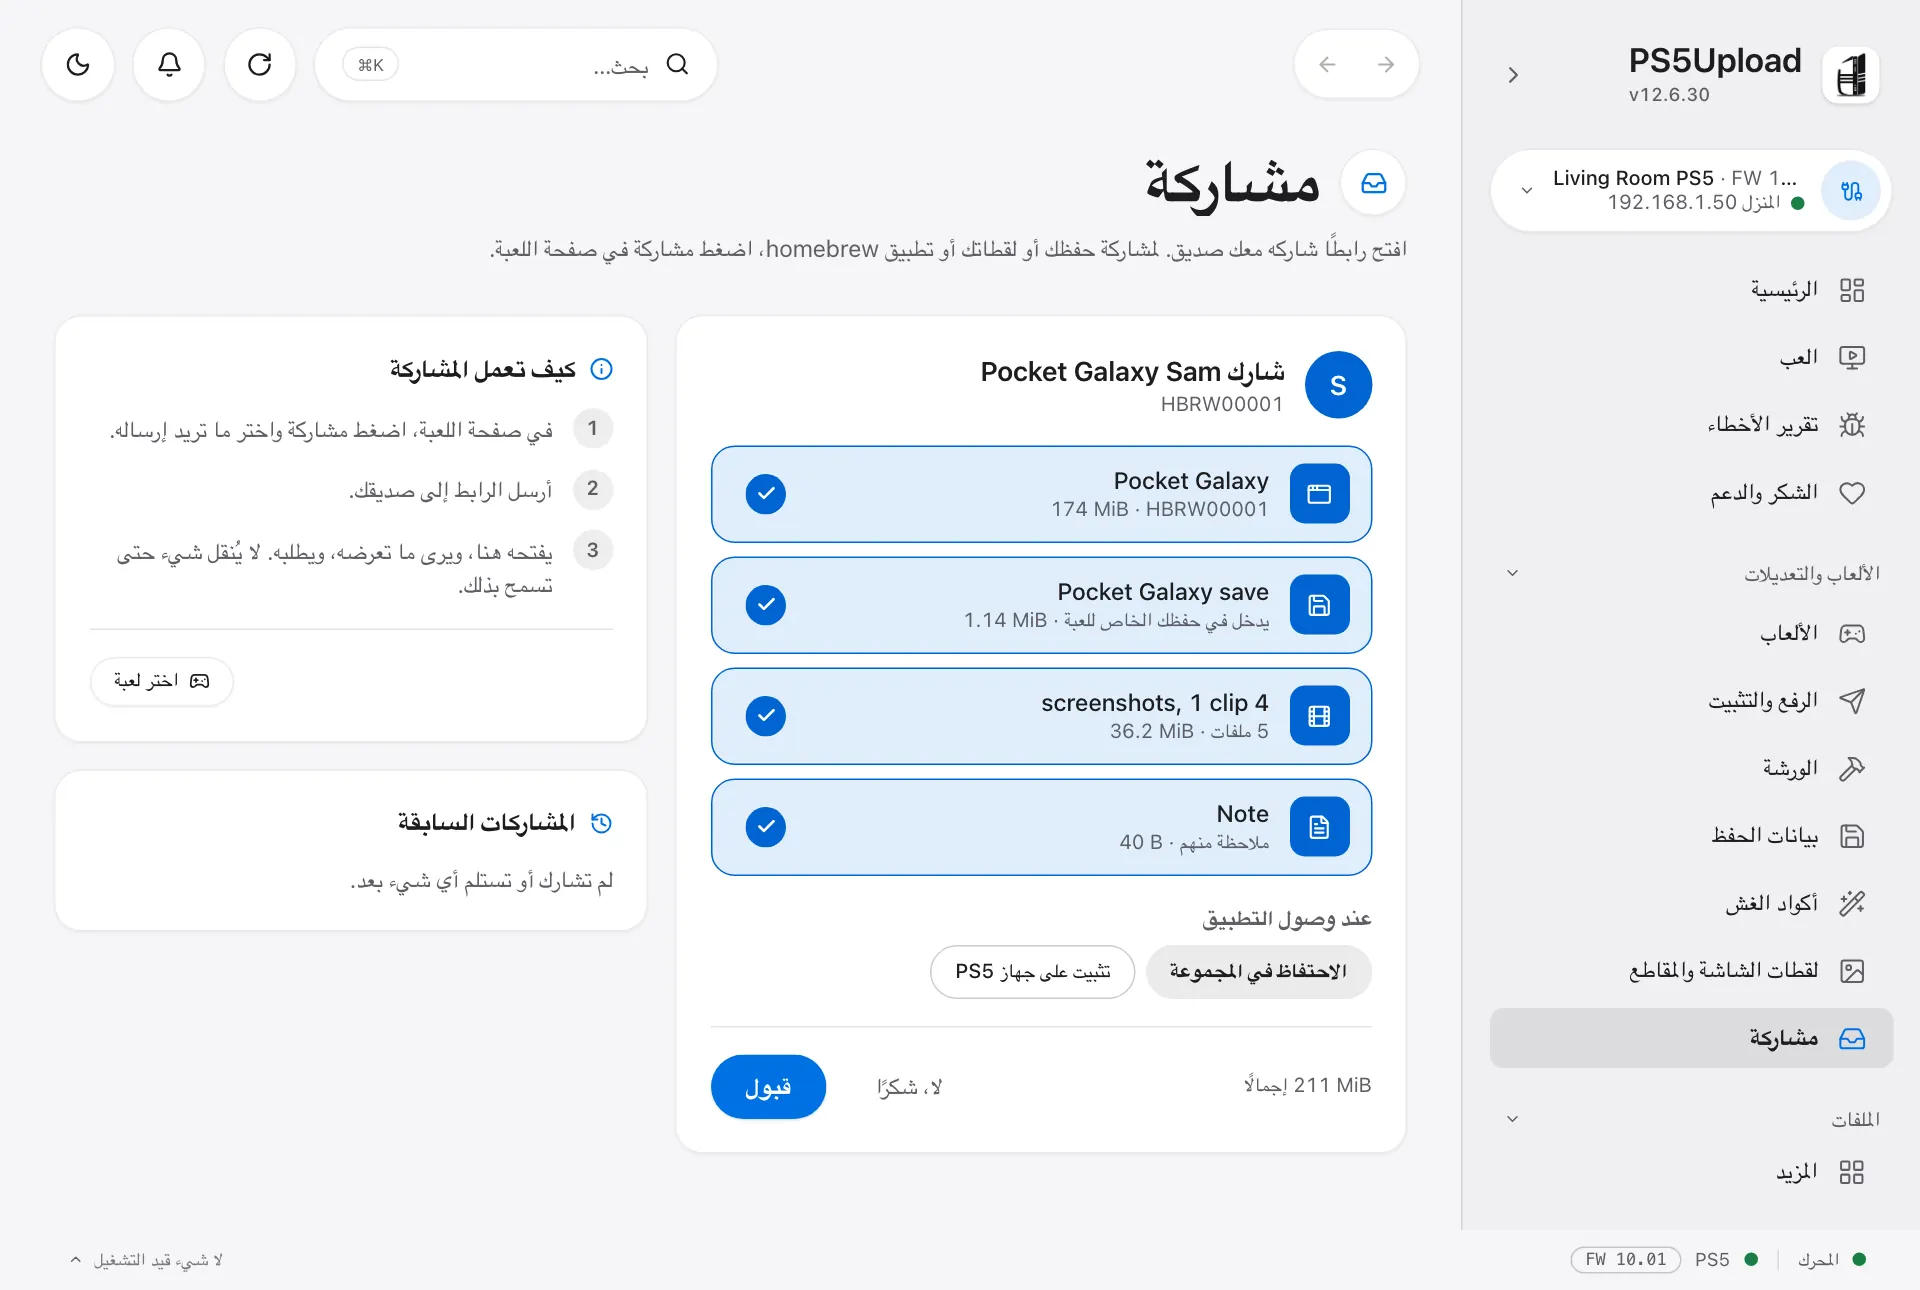 PS5Upload
v12.6.30
Living Room PS5 · FW 1...
المنزل 192.168.1.50
الرئيسية
العب
تقرير الأخطاء
الشكر والدعم
الألعاب والتعديلات
الألعاب
الرفع والتثبيت
الورشة
بيانات الحفظ
أكواد الغش
لقطات الشاشة والمقاطع
مشاركة
الملفات
المزيد
بحث...
⌘K
مشاركة
افتح رابطًا شاركه معك صديق. لمشاركة حفظك أو لقطاتك أو تطبيق homebrew، اضغط مشاركة في صفحة اللعبة.
S
شارك Pocket Galaxy Sam
HBRW00001
Pocket Galaxy
174 MiB · HBRW00001
Pocket Galaxy save
يدخل في حفظك الخاص للعبة · 1.14 MiB
screenshots, 1 clip 4
5 ملفات · 36.2 MiB
Note
ملاحظة منهم · 40 B
عند وصول التطبيق
الاحتفاظ في المجموعة
تثبيت على جهاز PS5
211 MiB إجمالًا
لا، شكرًا
قبول
كيف تعمل المشاركة
1
في صفحة اللعبة، اضغط مشاركة واختر ما تريد إرساله.
2
أرسل الرابط إلى صديقك.
3
يفتحه هنا، ويرى ما تعرضه، ويطلبه. لا يُنقل شيء حتى
تسمح بذلك.
اختر لعبة
المشاركات السابقة
لم تشارك أو تستلم أي شيء بعد.
المحرك
PS5
FW 10.01
لا شيء قيد التشغيل